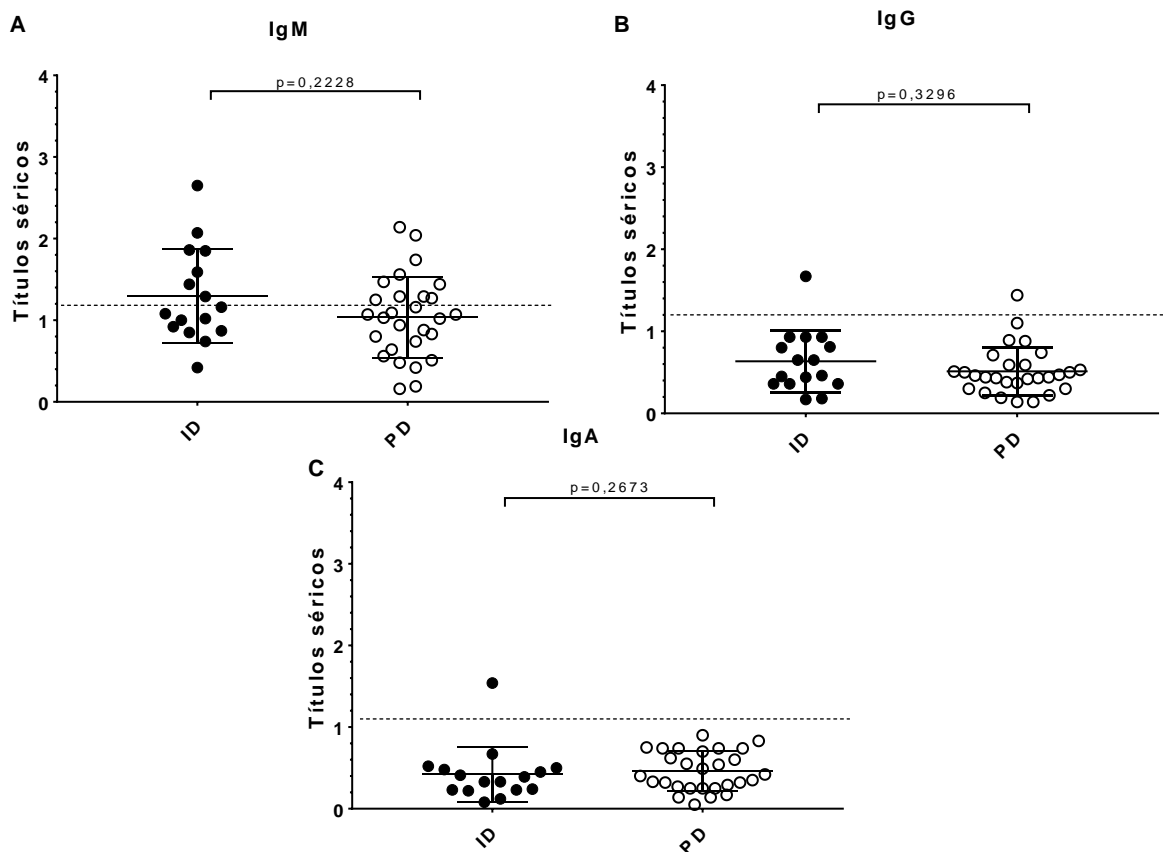 A
IgM
p=0,2228
Títulos séricos
4
3
2
1
0
ID
PD
B
IgG
p=0,3296
Títulos séricos
4
3
2
1
0
ID
PD
C
IgA
p=0,2673
Títulos séricos
4
3
2
1
0
ID
PD